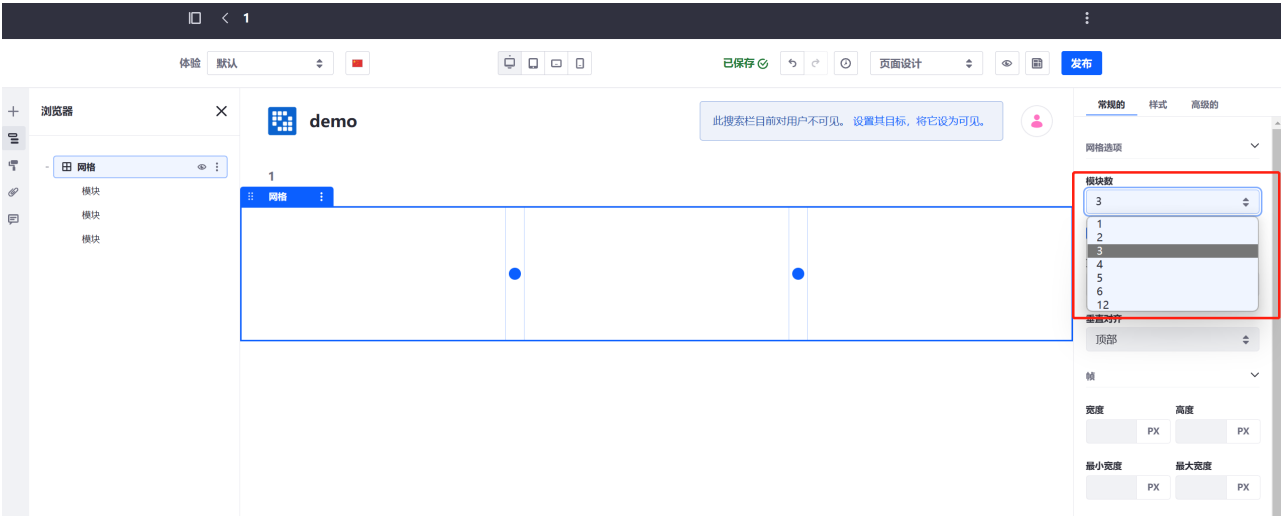 1
体验 默认 已保存 页面设计 发布
浏览器
网格
模块
模块
模块
demo
此搜索栏目前对用户不可见。 设置其目标，将它设为可见。
1
网格
常规的 样式 高级的
网格选项
模块数
3
1
2
3
4
5
6
12
垂直对齐
顶部
帧
宽度 高度
PX PX
最小宽度 最大宽度
PX PX